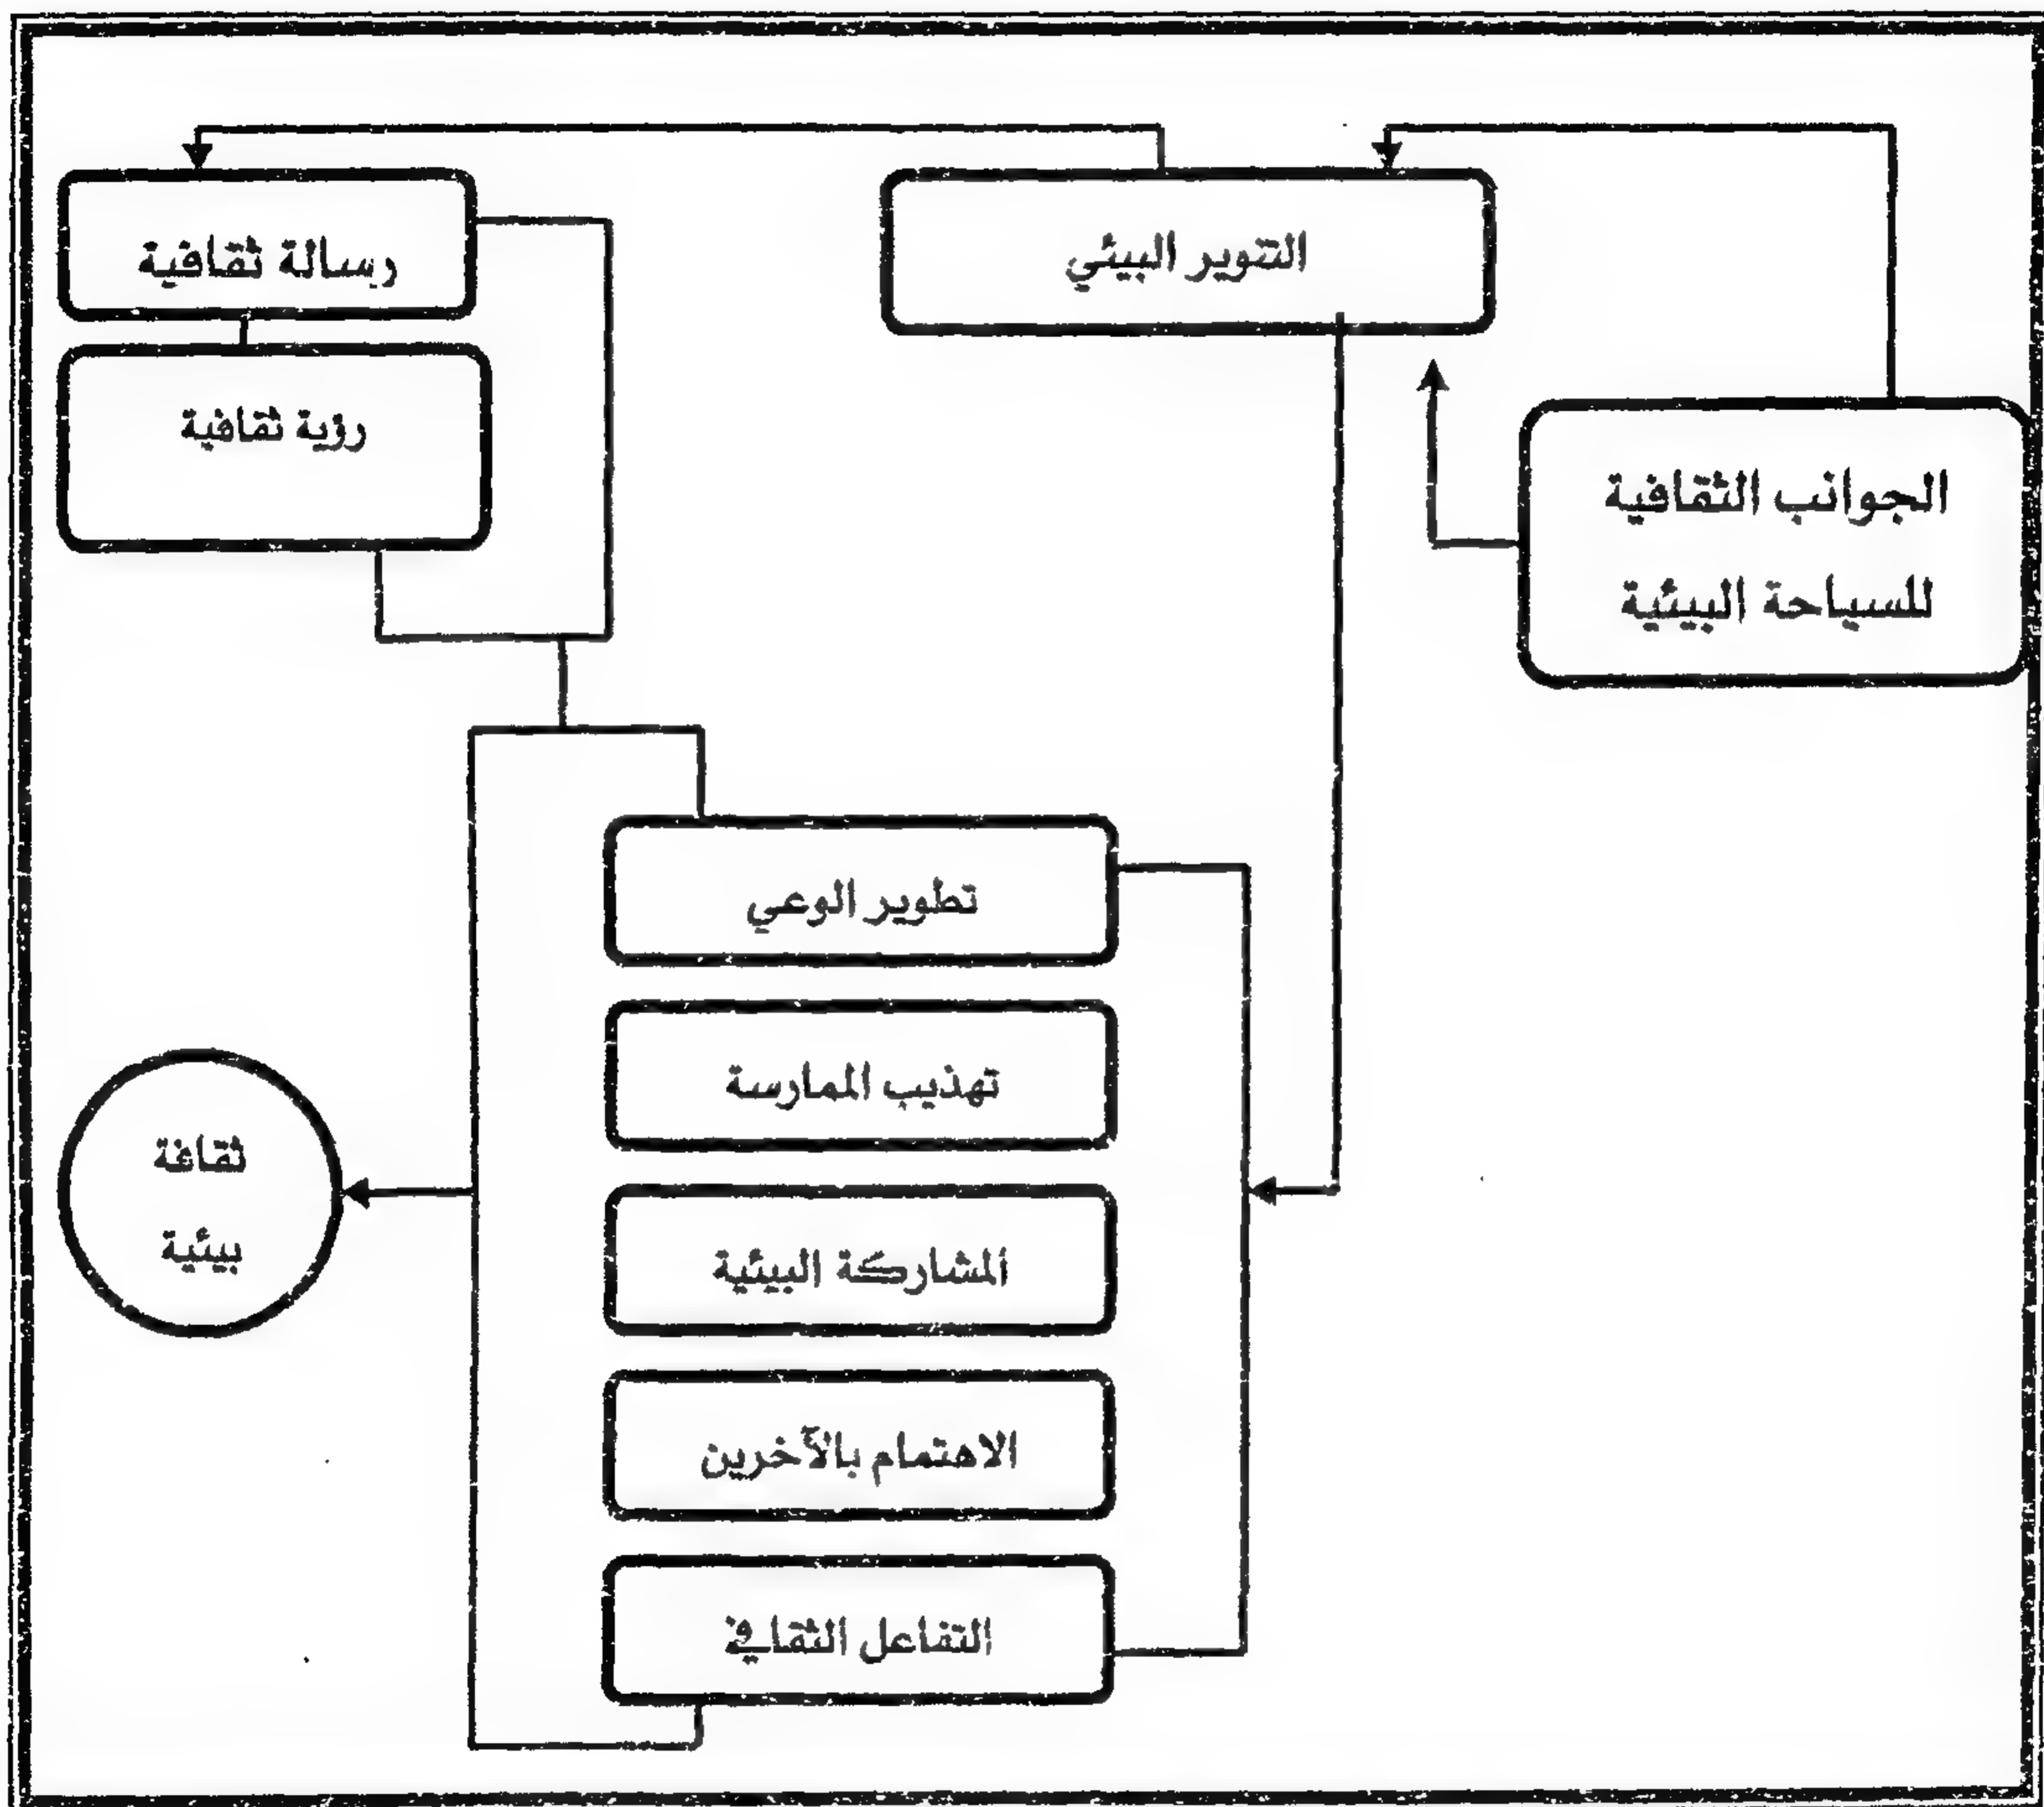 التنوير البيئي
رسالة ثقافية
رؤية ثقافية
الجوانب الثقافية
للسياحة البيئية
تطوير الوعي
تهذيب الممارسة
المشاركة البيئية
الاهتمام بالآخرين
التفاعل الثقافي
ثقافة
بيئية